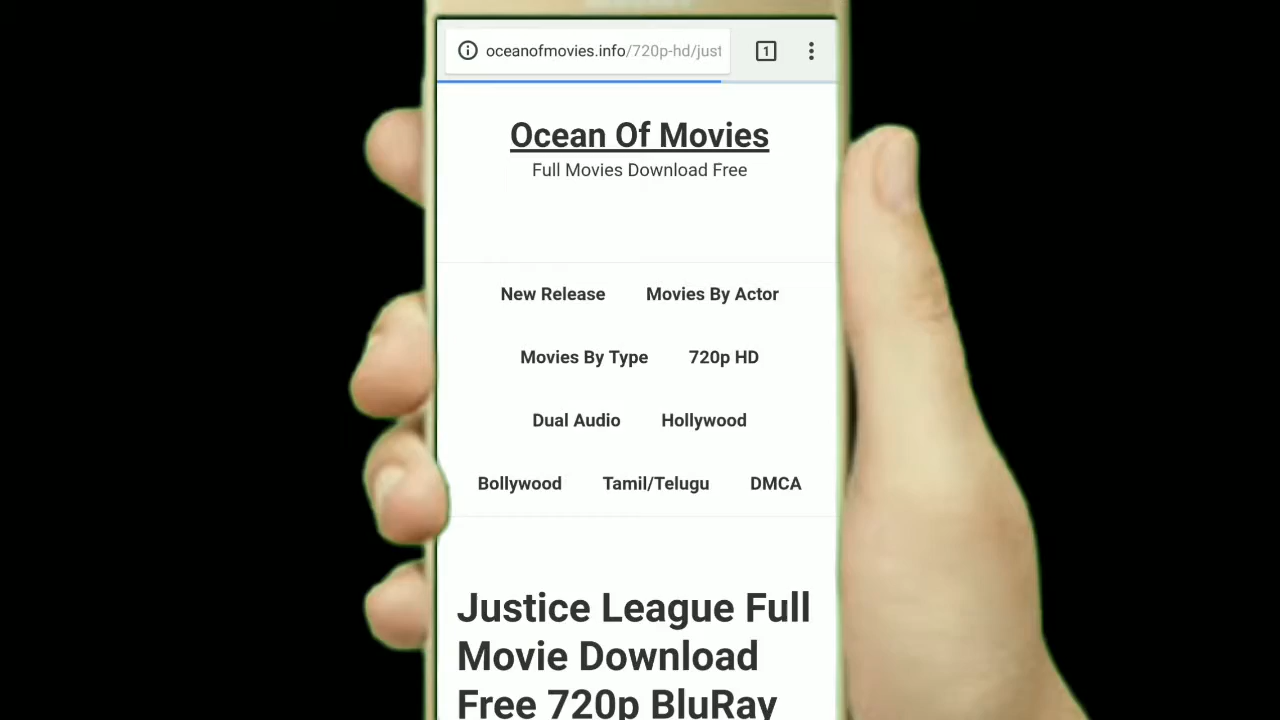 oceanofmovies.info/720p-hd/just
1
Ocean Of Movies
Full Movies Download Free
New Release Movies By Actor
Movies By Type 720p HD
Dual Audio Hollywood
Bollywood Tamil/Telugu DMCA
Justice League Full
Movie Download
Free 720p BluRay